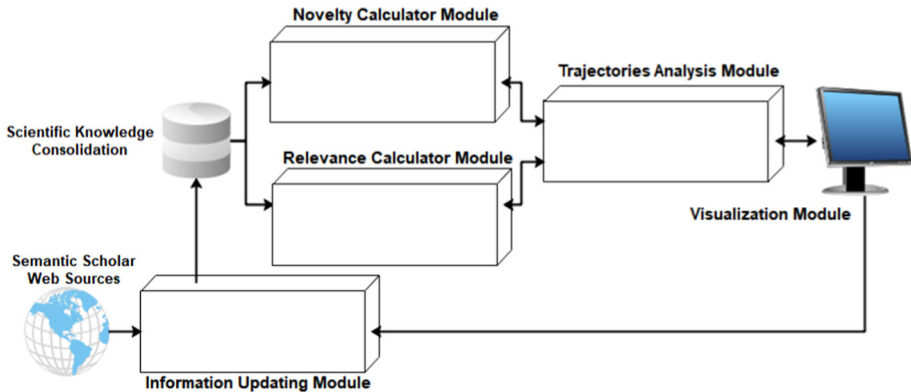 Novelty Calculator Module
Trajectories Analysis Module
Scientific Knowledge
Consolidation
Relevance Calculator Module
Visualization Module
Semantic Scholar
Web Sources
Information Updating Module